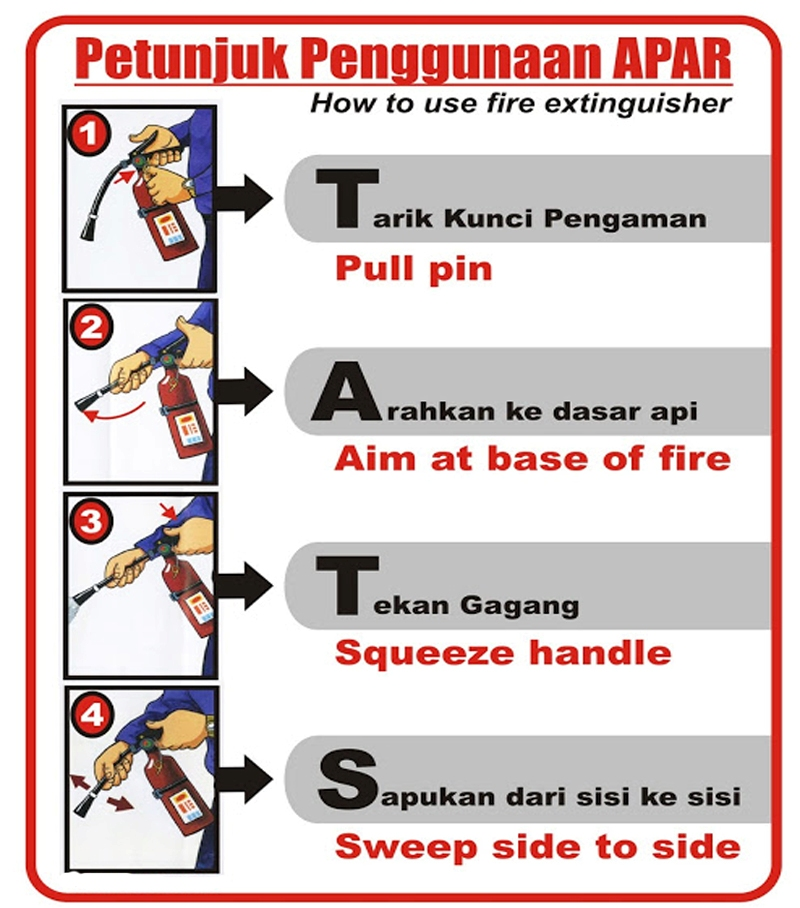 Petunjuk Penggunaan APAR
How to use fire extinguisher
1
Tarik Kunci Pengaman
Pull pin
2
Arahkan ke dasar api
Aim at base of fire
3
Tekan Gagang
Squeeze handle
4
Sapukan dari sisi ke sisi
Sweep side to side